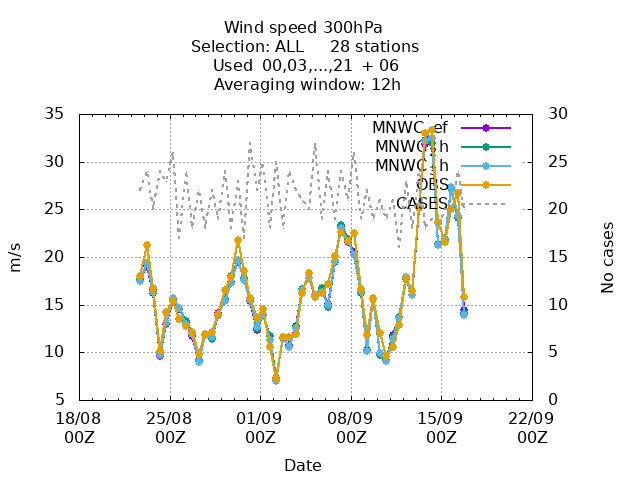 Wind speed 300hPa
Selection: ALL 28 stations
Used 00,03,...,21 + 06
Averaging window: 12h
35 30
30 25
25 20
20 15
15 10
10 5
5 0
m/s
No cases
OBS
CASES
18/08 25/08 01/09 08/09 15/09 22/09
00Z 00Z 00Z 00Z 00Z 00Z
Date